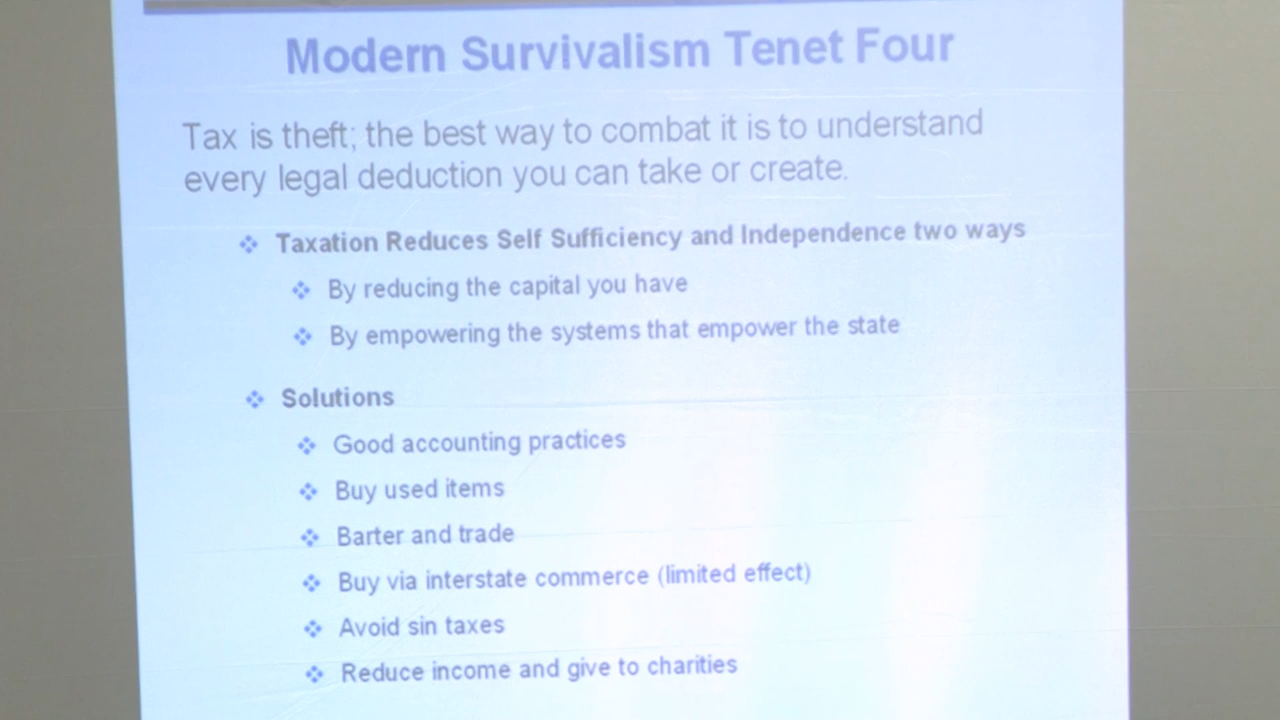 Modern Survivalism Tenet Four
Tax is theft; the best way to combat it is to understand
every legal deduction you can take or create.
Taxation Reduces Self Sufficiency and Independence two ways
By reducing the capital you have
By empowering the systems that empower the state
Solutions
Good accounting practices
Buy used items
Barter and trade
Buy via interstate commerce (limited effect)
Avoid sin taxes
Reduce income and give to charities